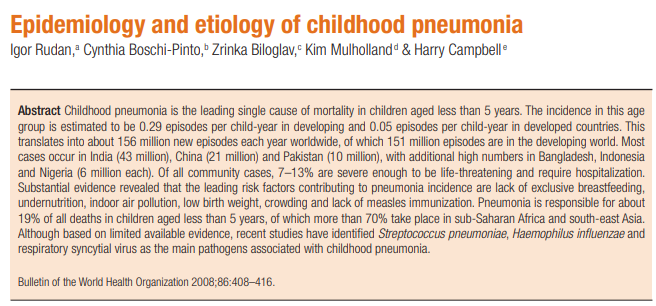 Epidemiology and etiology of childhood pneumonia
Igor Rudan,a Cynthia Boschi-Pinto,b Zrinka Biloglav,c Kim Mulholland d & Harry Campbell e
Abstract Childhood pneumonia is the leading single cause of mortality in children aged less than 5 years. The incidence in this age
group is estimated to be 0.29 episodes per child-year in developing and 0.05 episodes per child-year in developed countries. This
translates into about 156 million new episodes each year worldwide, of which 151 million episodes are in the developing world. Most
cases occur in India (43 million), China (21 million) and Pakistan (10 million), with additional high numbers in Bangladesh, Indonesia
and Nigeria (6 million each). Of all community cases, 7–13% are severe enough to be life-threatening and require hospitalization.
Substantial evidence revealed that the leading risk factors contributing to pneumonia incidence are lack of exclusive breastfeeding,
undernutrition, indoor air pollution, low birth weight, crowding and lack of measles immunization. Pneumonia is responsible for about
19% of all deaths in children aged less than 5 years, of which more than 70% take place in sub-Saharan Africa and south-east Asia.
Although based on limited available evidence, recent studies have identified Streptococcus pneumoniae, Haemophilus influenzae and
respiratory syncytial virus as the main pathogens associated with childhood pneumonia.
Bulletin of the World Health Organization 2008;86:408–416.